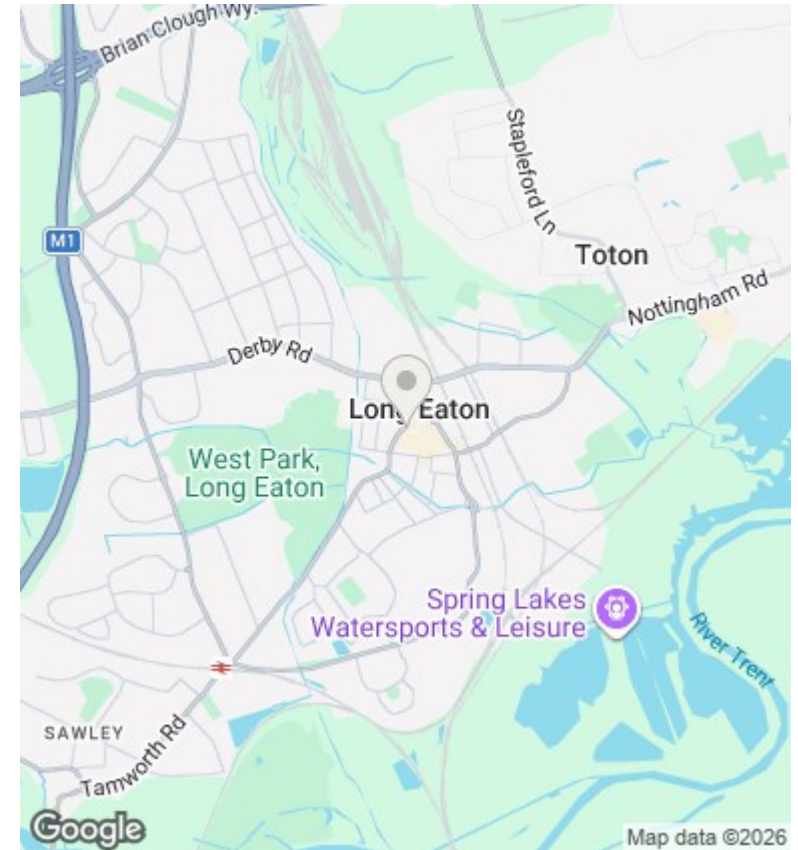 Brian Clough Wy.
Stapleford Ln
M1
Toton
Nottingham Rd
Derby Rd
Long Eaton
West Park,
Long Eaton
Spring Lakes
Watersports & Leisure
River Trent
SAWLEY
Tamworth Rd
Google
Map data ©2026